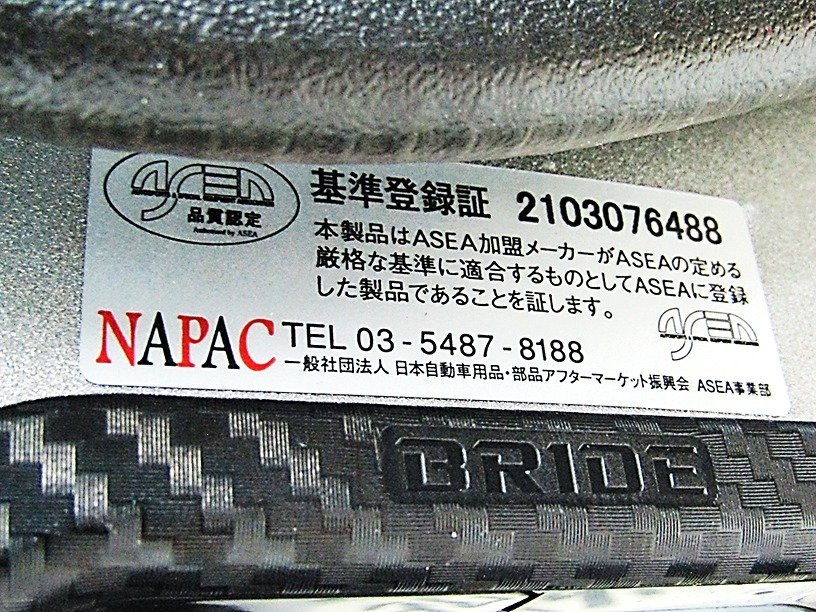 ASEA
品質認定
Authorized by ASEA
基準登録証 2103076488
本製品はASEA加盟メーカーがASEAの定める
厳格な基準に適合するものとしてASEAに登録
した製品であることを証します。
ASEA
NAPAC TEL 03-5487-8188
一般社団法人 日本自動車用品・部品アフターマーケット振興会 ASEA事業部
BRIDE